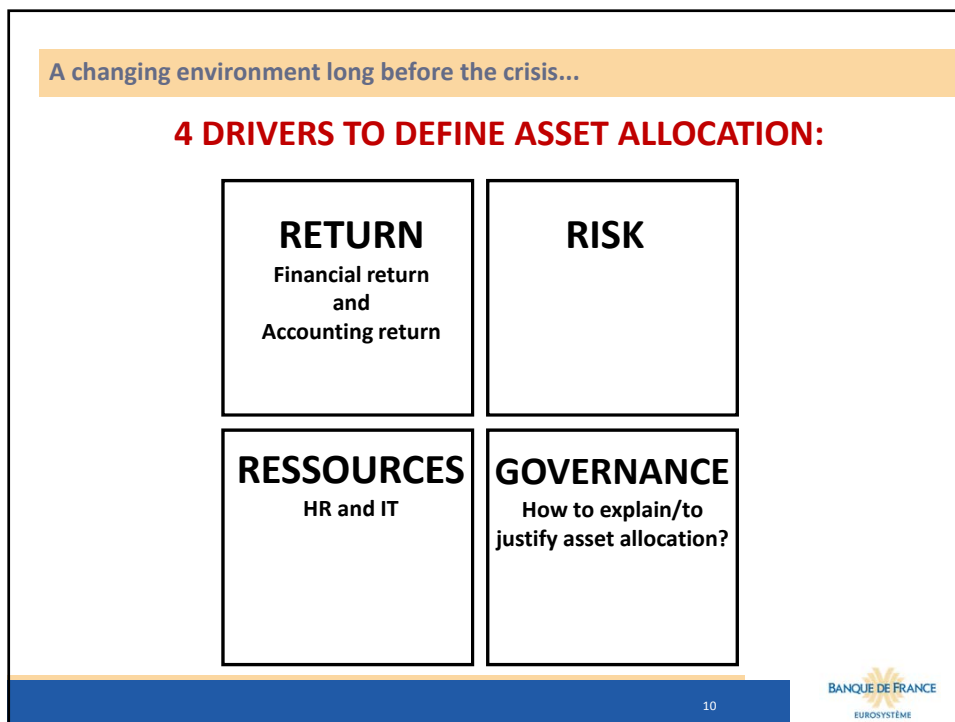 A changing environment long before the crisis...
4 DRIVERS TO DEFINE ASSET ALLOCATION:
RETURN
Financial return
and
Accounting return
RISK
RESSOURCES
HR and IT
GOVERNANCE
How to explain/to
justify asset allocation?
10
BANQUE DE FRANCE
EUROSYSTÈME